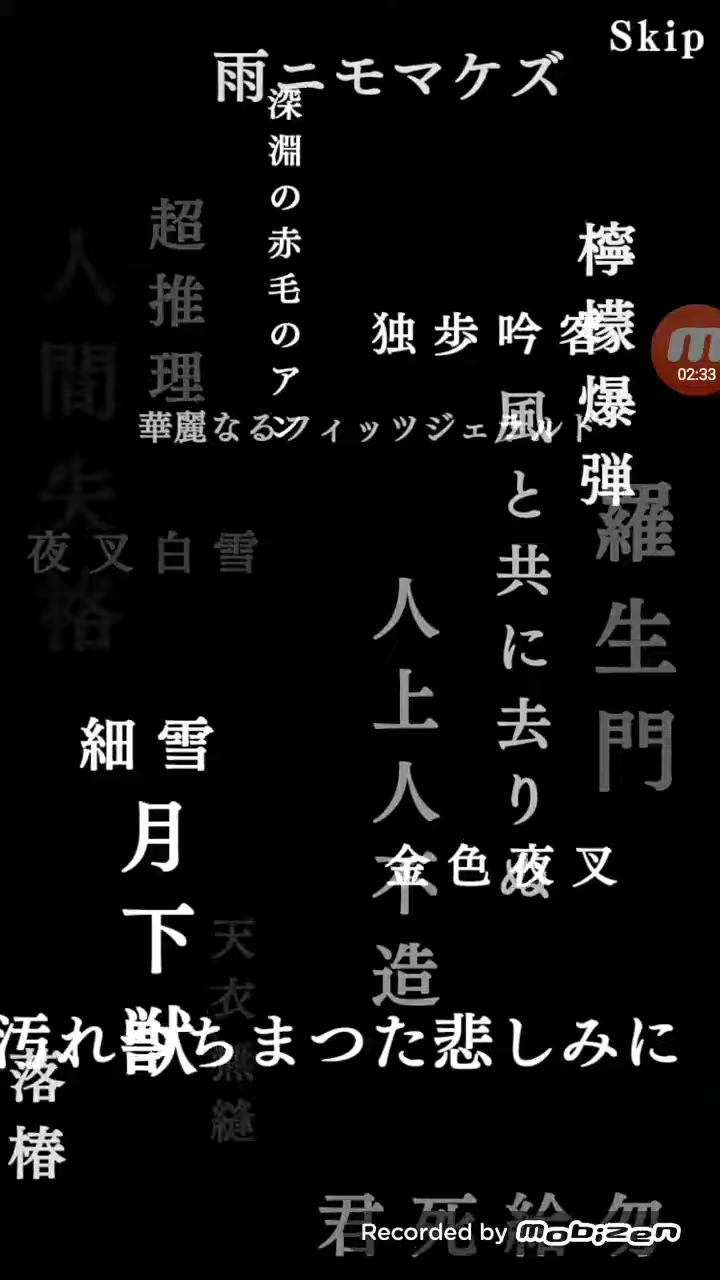 Skip
雨ニモマケズ
深淵の赤毛のアン
超推理
人間失格
檸檬爆弾
独歩吟客
02:33
華麗なるフィッツジェラルド
風と共に去りぬ
羅生門
夜叉白雪
人上人不造
細雪
月下獣
金色夜叉
天衣無縫
汚れ獣ちまつた悲しみに
落椿
君死給勿
Recorded by mobizen